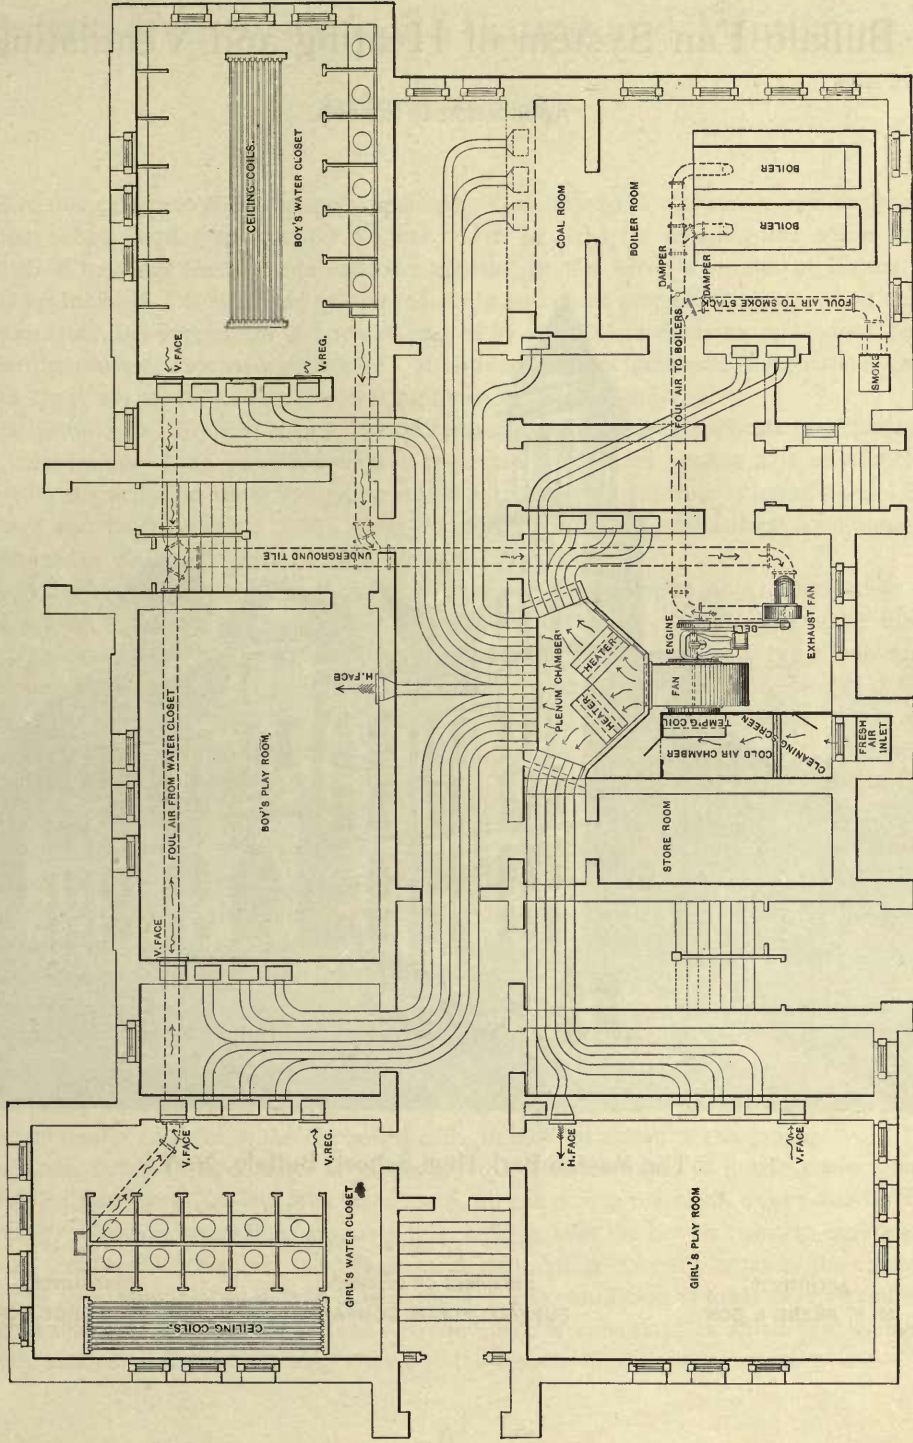 CEILING COILS.
BOY'S WATER CLOSET
V.FACE
V.REG.
COAL ROOM
BOILER ROOM
BOILER
BOILER
DAMPER
DAMPER
FOUL AIR TO SMOKE STACK
SMOKE
FOUL AIR TO BOILERS
UNDERGROUND TILE
FOUL AIR FROM WATER CLOSET
BOY'S PLAY ROOM
V.FACE
H.FACE
PLENUM CHAMBER
HEATER
HEATER
ENGINE
BELT
FAN
EXHAUST FAN
TEMP'G COIL
COLD AIR CHAMBER
CLEANING SCREEN
FRESH
AIR
INLET
STORE ROOM
V.FACE
V.REG.
GIRL'S WATER CLOSET
CEILING COILS.
H.FACE
V.FACE
GIRL'S PLAY ROOM